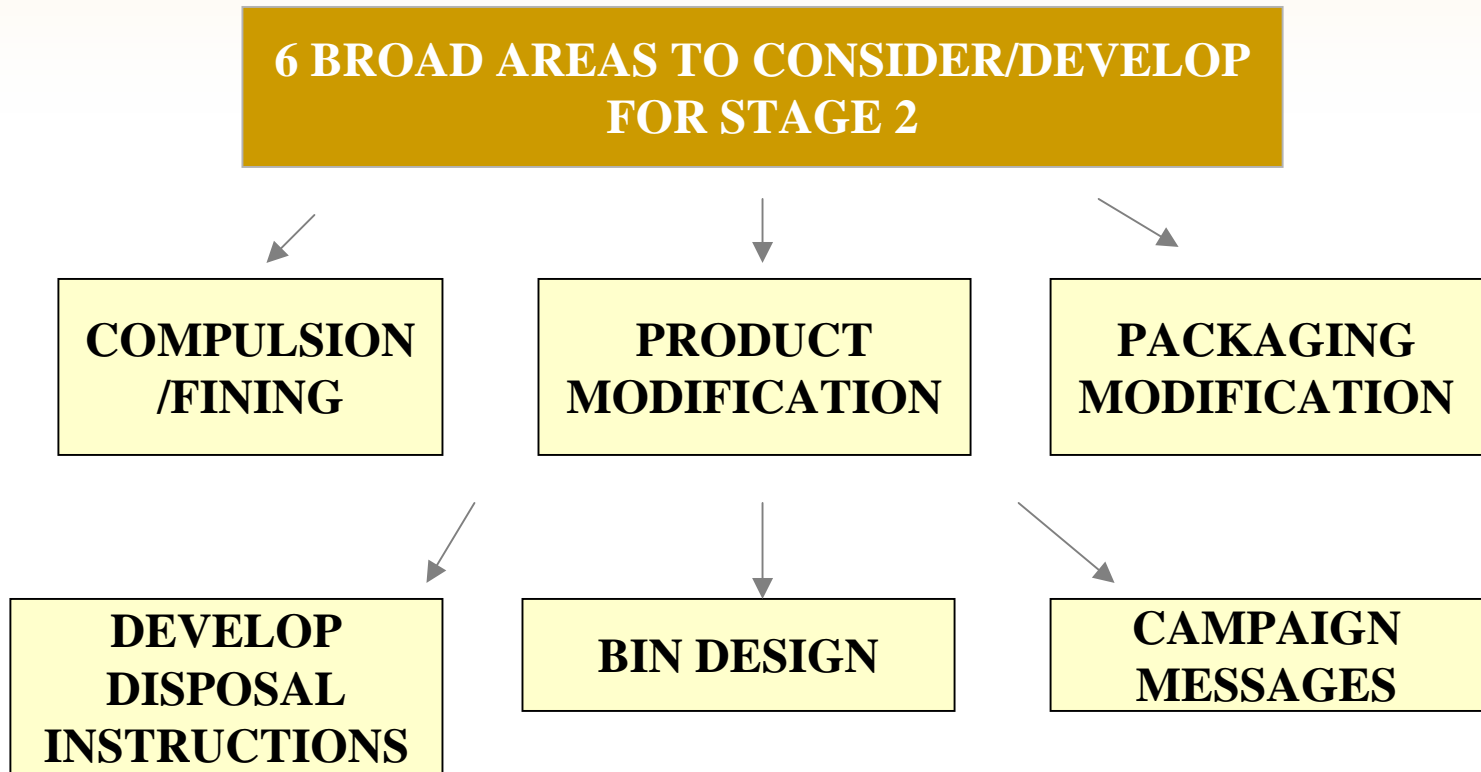 6 BROAD AREAS TO CONSIDER/DEVELOP
FOR STAGE 2
COMPULSION
/FINING
PRODUCT
MODIFICATION
PACKAGING
MODIFICATION
DEVELOP
DISPOSAL
INSTRUCTIONS
BIN DESIGN
CAMPAIGN
MESSAGES